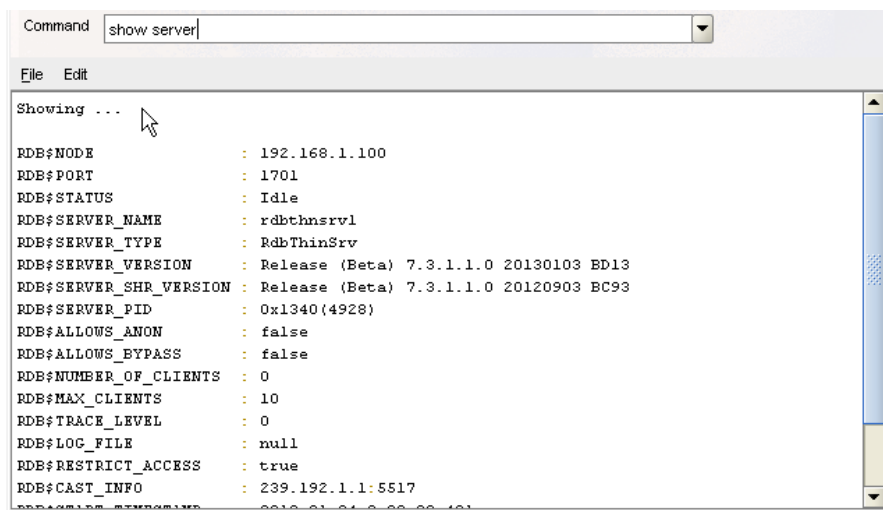 Command show server
File Edit
Showing ...
RDB$NODE : 192.168.1.100
RDB$PORT : 1701
RDB$STATUS : Idle
RDB$SERVER_NAME : rdbthnsrv1
RDB$SERVER_TYPE : RdbThinSrv
RDB$SERVER_VERSION : Release (Beta) 7.3.1.1.0 20130103 BD13
RDB$SERVER_SHR_VERSION : Release (Beta) 7.3.1.1.0 20120903 BC93
RDB$SERVER_PID : 0x1340(4928)
RDB$ALLOWS_ANON : false
RDB$ALLOWS_BYPASS : false
RDB$NUMBER_OF_CLIENTS : 0
RDB$MAX_CLIENTS : 10
RDB$TRACE_LEVEL : 0
RDB$LOG_FILE : null
RDB$RESTRICT_ACCESS : true
RDB$CAST_INFO : 239.192.1.1:5517